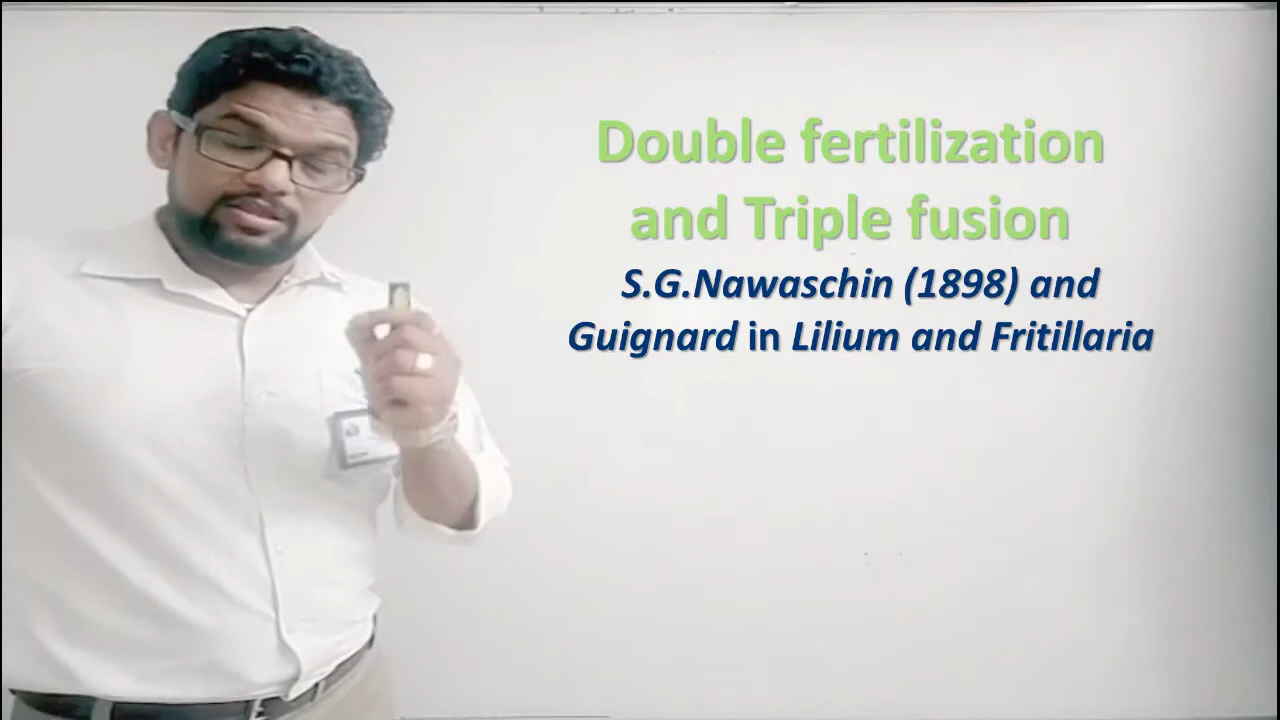 Double fertilization
and Triple fusion
S.G.Nawaschin (1898) and
Guignard in Lilium and Fritillaria